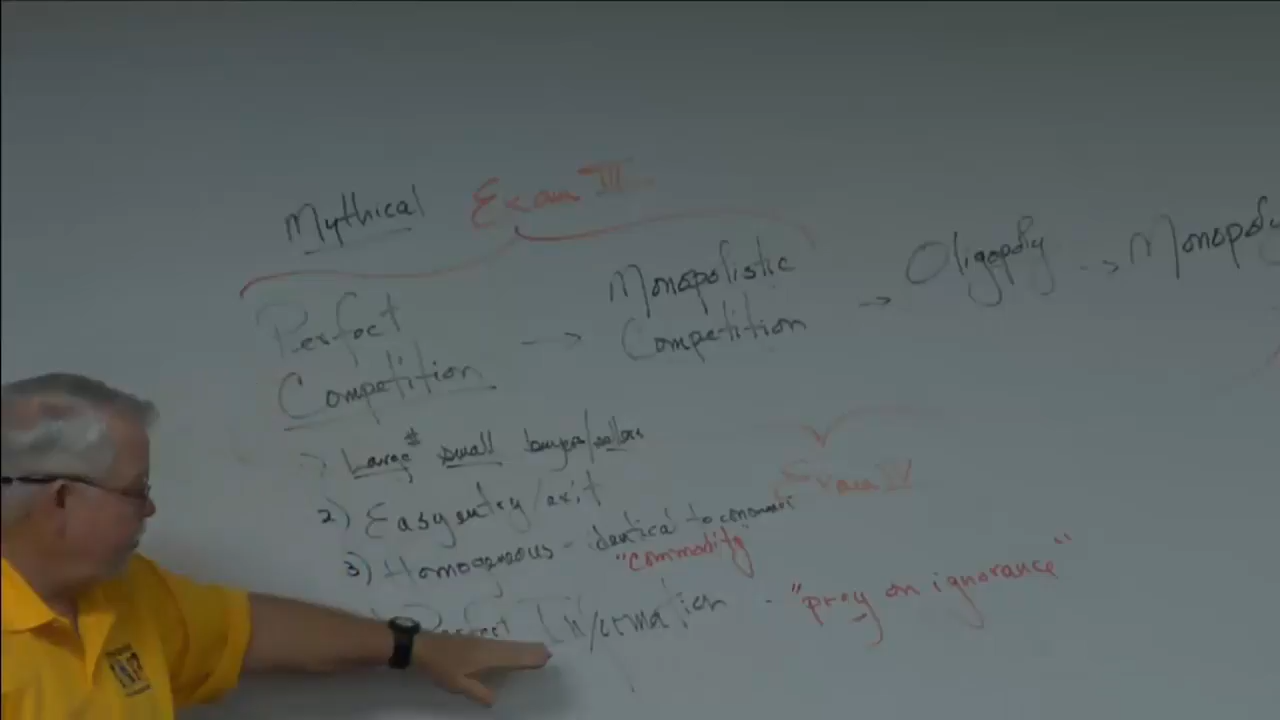 Mythical Exam III
Perfect Competition → Monopolistic Competition → Oligopoly → Monopoly
Large # small buyers/sellers
2) Easy entry/exit
Exam IV
3) Homogeneous - identical to consumers
"commodity"
Perfect Information - "prey on ignorance"